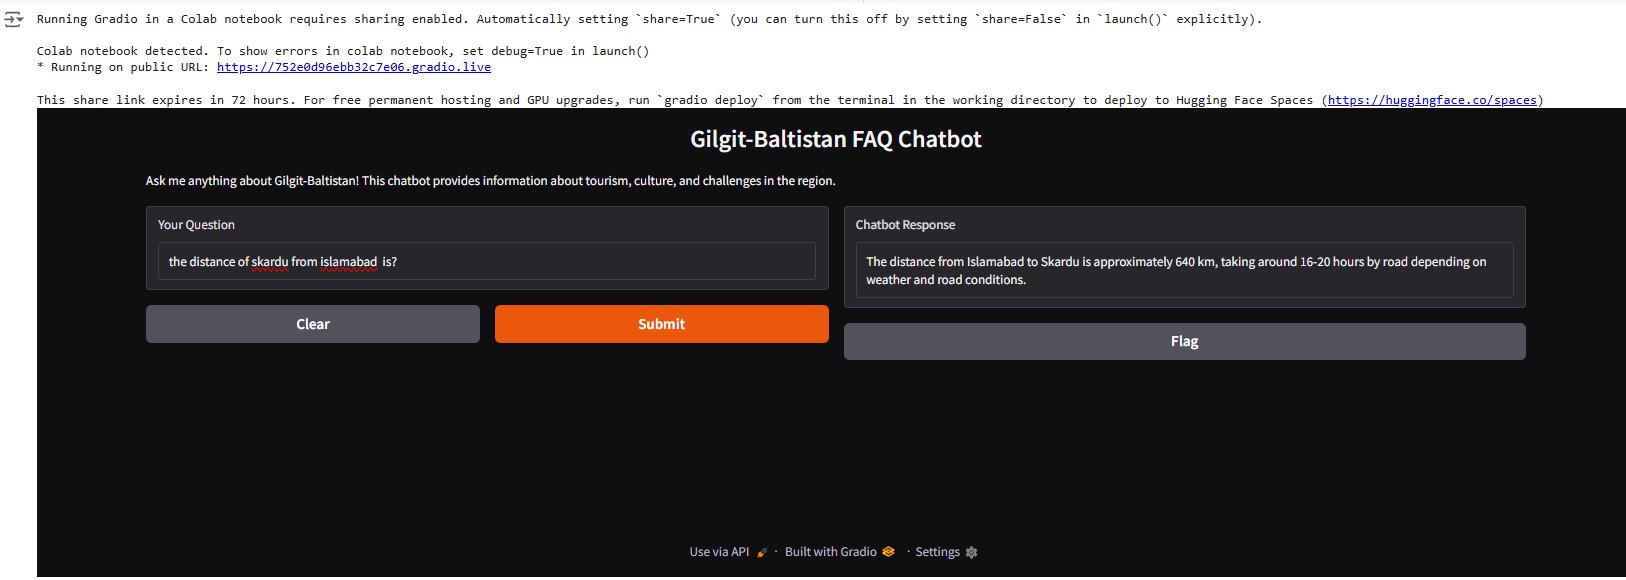 Running Gradio in a Colab notebook requires sharing enabled. Automatically setting `share=True` (you can turn this off by setting `share=False` in `launch()` explicitly).
Colab notebook detected. To show errors in colab notebook, set debug=True in launch()
* Running on public URL: https://752e0d96ebb32c7e06.gradio.live
This share link expires in 72 hours. For free permanent hosting and GPU upgrades, run `gradio deploy` from the terminal in the working directory to deploy to Hugging Face Spaces (https://huggingface.co/spaces)
Gilgit-Baltistan FAQ Chatbot
Ask me anything about Gilgit-Baltistan! This chatbot provides information about tourism, culture, and challenges in the region.
Your Question
the distance of skardu from islamabad is?
Clear
Submit
Chatbot Response
The distance from Islamabad to Skardu is approximately 640 km, taking around 16-20 hours by road depending on
weather and road conditions.
Flag
Use via API · Built with Gradio · Settings